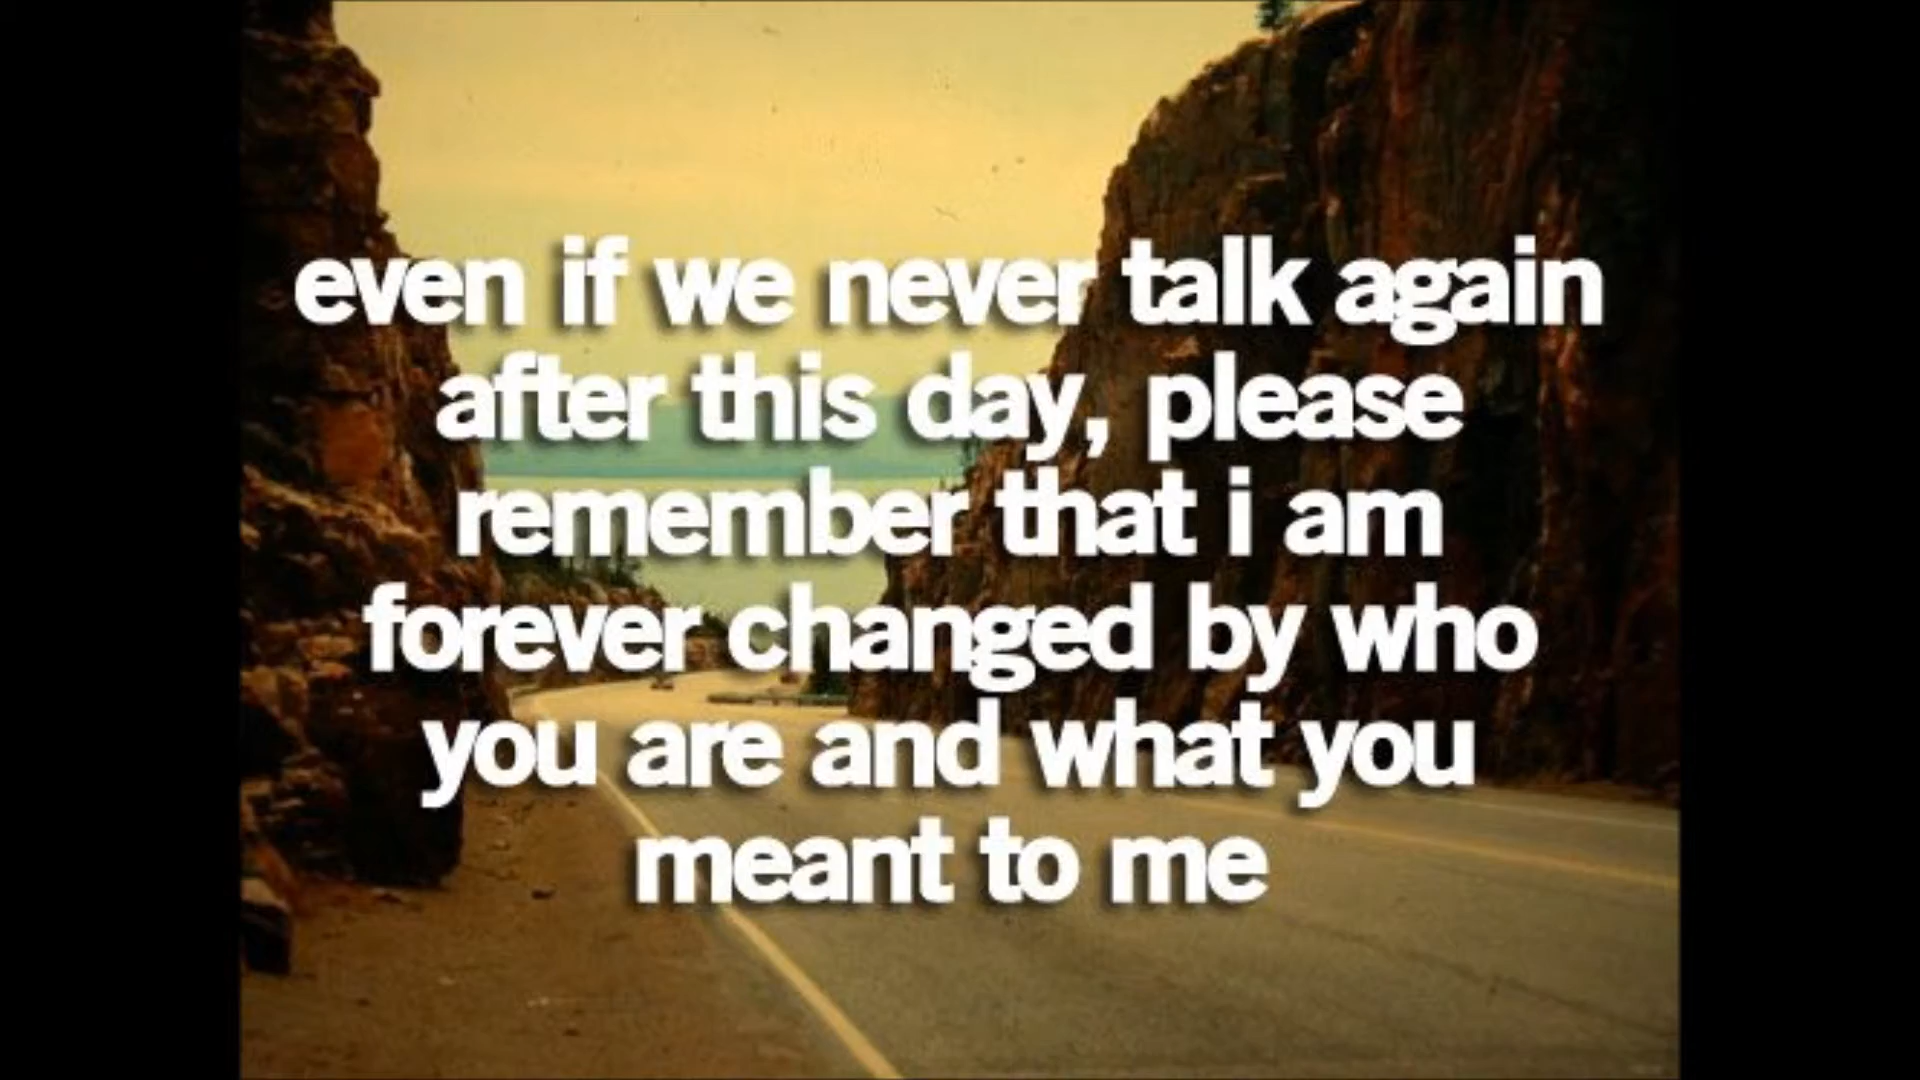 even if we never talk again
after this day, please
remember that i am
forever changed by who
you are and what you
meant to me